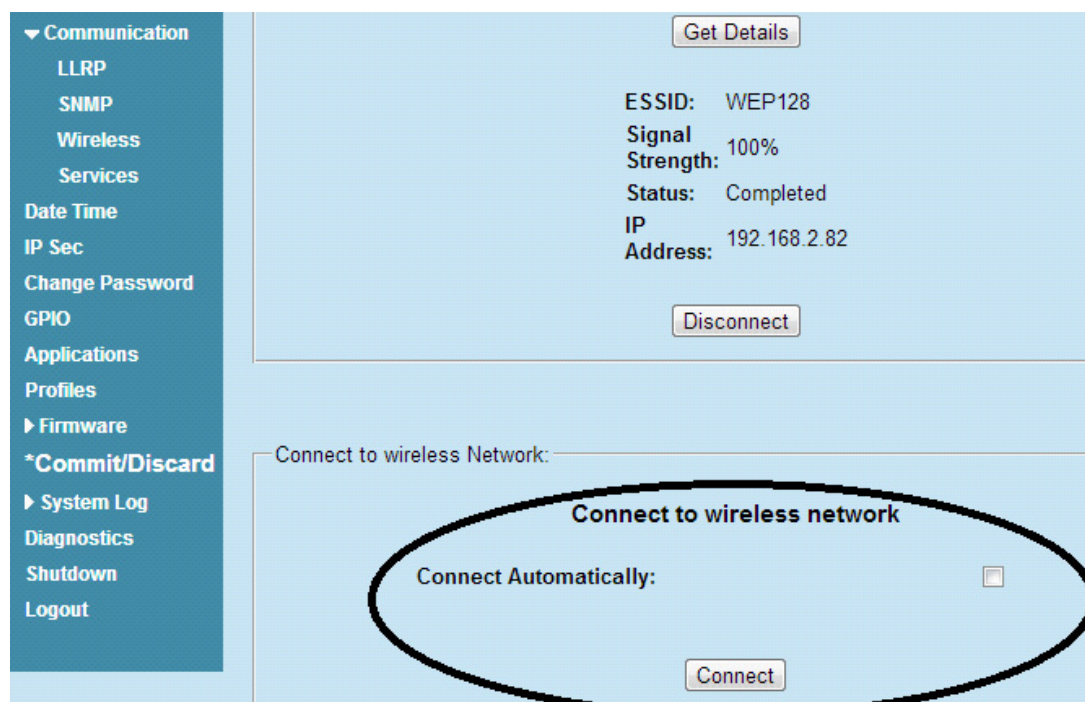 Communication
LLRP
SNMP
Wireless
Services
Date Time
IP Sec
Change Password
GPIO
Applications
Profiles
Firmware
*Commit/Discard
System Log
Diagnostics
Shutdown
Logout
Get Details
ESSID: WEP128
Signal
Strength: 100%
Status: Completed
IP
Address: 192.168.2.82
Disconnect
Connect to wireless Network:
Connect to wireless network
Connect Automatically:
Connect